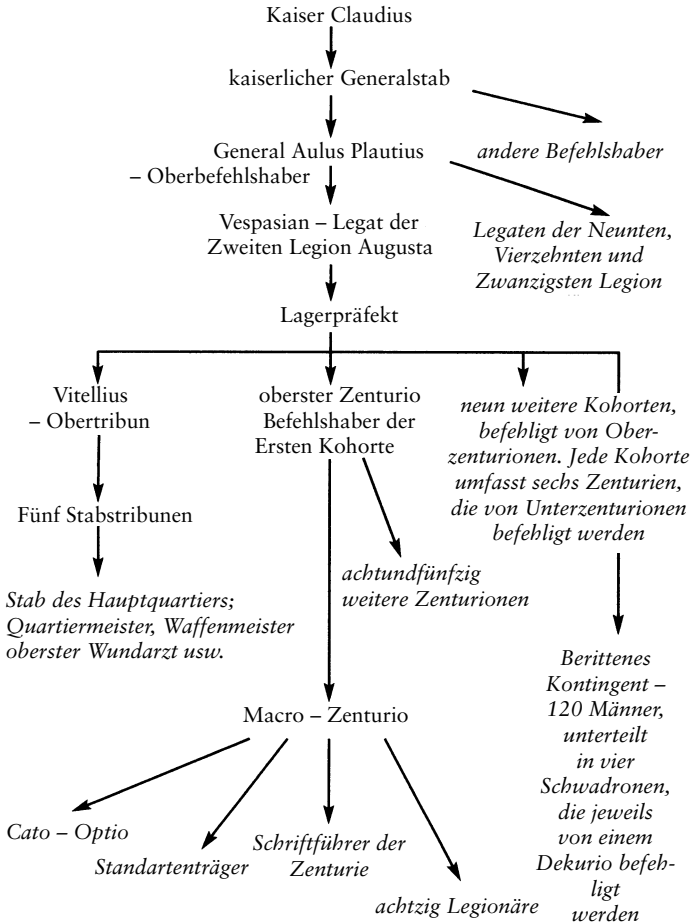 Kaiser Claudius
kaiserlicher Generalstab
General Aulus Plautius
– Oberbefehlshaber
andere Befehlshaber
Vespasian – Legat der
Zweiten Legion Augusta
Legaten der Neunten,
Vierzehnten und
Zwanzigsten Legion
Lagerpräfekt
Vitellius
– Obertribun
oberster Zenturio
Befehlshaber der
Ersten Kohorte
neun weitere Kohorten,
befehligt von Ober-
zenturionen. Jede Kohorte
umfasst sechs Zenturien,
die von Unterzenturionen
befehligt werden
Fünf Stabstribunen
achtundfünfzig
weitere Zenturionen
Stab des Hauptquartiers;
Quartiermeister, Waffenmeister
oberster Wundarzt usw.
Berittenes
Kontingent –
120 Männer,
unterteilt
in vier
Schwadronen,
die jeweils
von einem
Dekurio befeh-
ligt
werden
Macro – Zenturio
Cato – Optio
Standartenträger
Schriftführer der
Zenturie
achtzig Legionäre